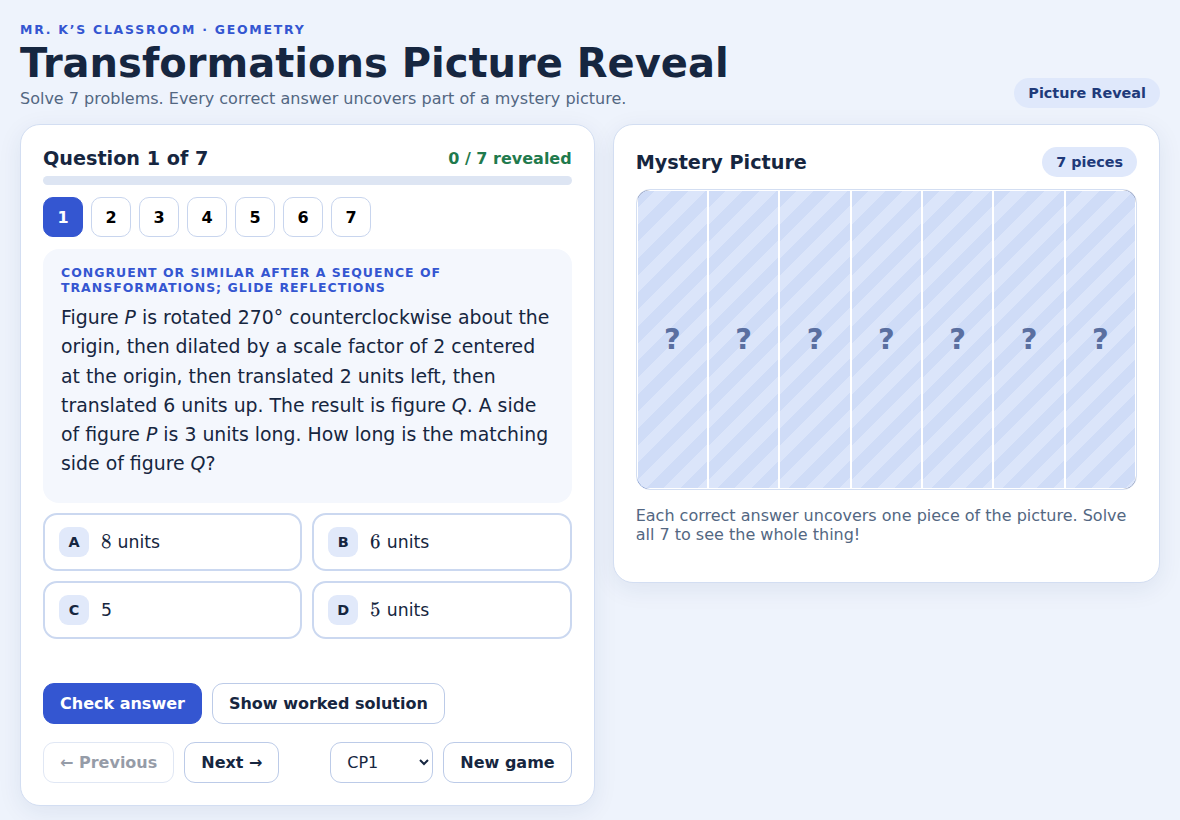 MR. K’S CLASSROOM · GEOMETRY
Transformations Picture Reveal
Solve 7 problems. Every correct answer uncovers part of a mystery picture.
Picture Reveal
Question 1 of 7
0 / 7 revealed
1 2 3 4 5 6 7
CONGRUENT OR SIMILAR AFTER A SEQUENCE OF
TRANSFORMATIONS; GLIDE REFLECTIONS
Figure P is rotated 270° counterclockwise about the
origin, then dilated by a scale factor of 2 centered
at the origin, then translated 2 units left, then
translated 6 units up. The result is figure Q. A side
of figure P is 3 units long. How long is the matching
side of figure Q?
A 8 units
B 6 units
C 5
D 5 units
Check answer
Show worked solution
← Previous
Next →
CP1
New game
Mystery Picture
7 pieces
? ? ? ? ? ? ?
Each correct answer uncovers one piece of the picture. Solve
all 7 to see the whole thing!